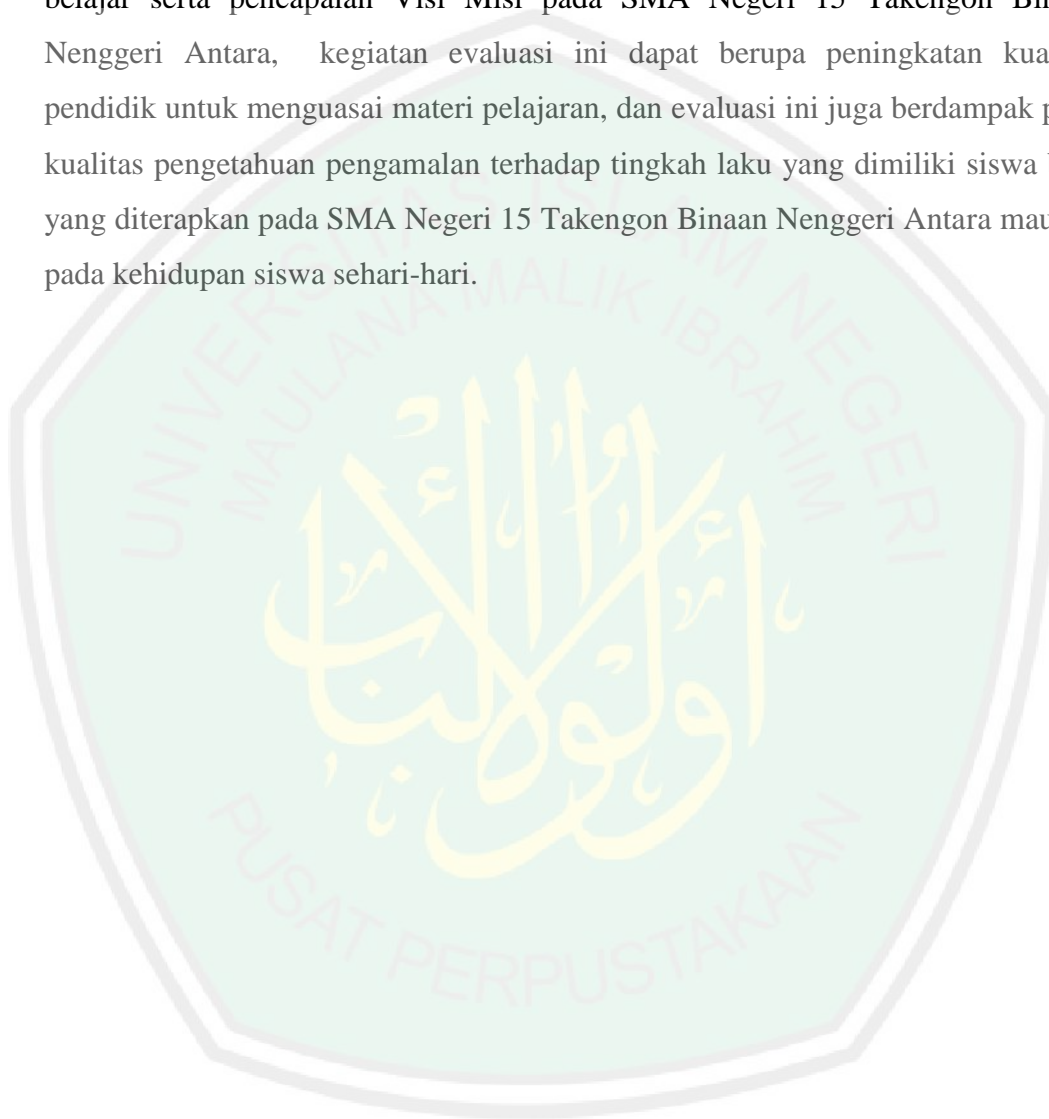 belajar serta pencapaian Visi Misi pada SMA Negeri 15 Takengon
Nenggeri Antara, kegiatan evaluasi ini dapat berupa peningkatan
pendidik untuk menguasai materi pelajaran, dan evaluasi ini juga berdampak
kualitas pengetahuan pengamalan terhadap tingkah laku yang dimiliki siswa
yang diterapkan pada SMA Negeri 15 Takengon Binaan Nenggeri Antara
pada kehidupan siswa sehari-hari.
UNIVERSITAS ISLAM NEGERI
MAULANA MALIK IBRAHIM
أولوا الألباب
PUSAT PERPUSTAKAAN